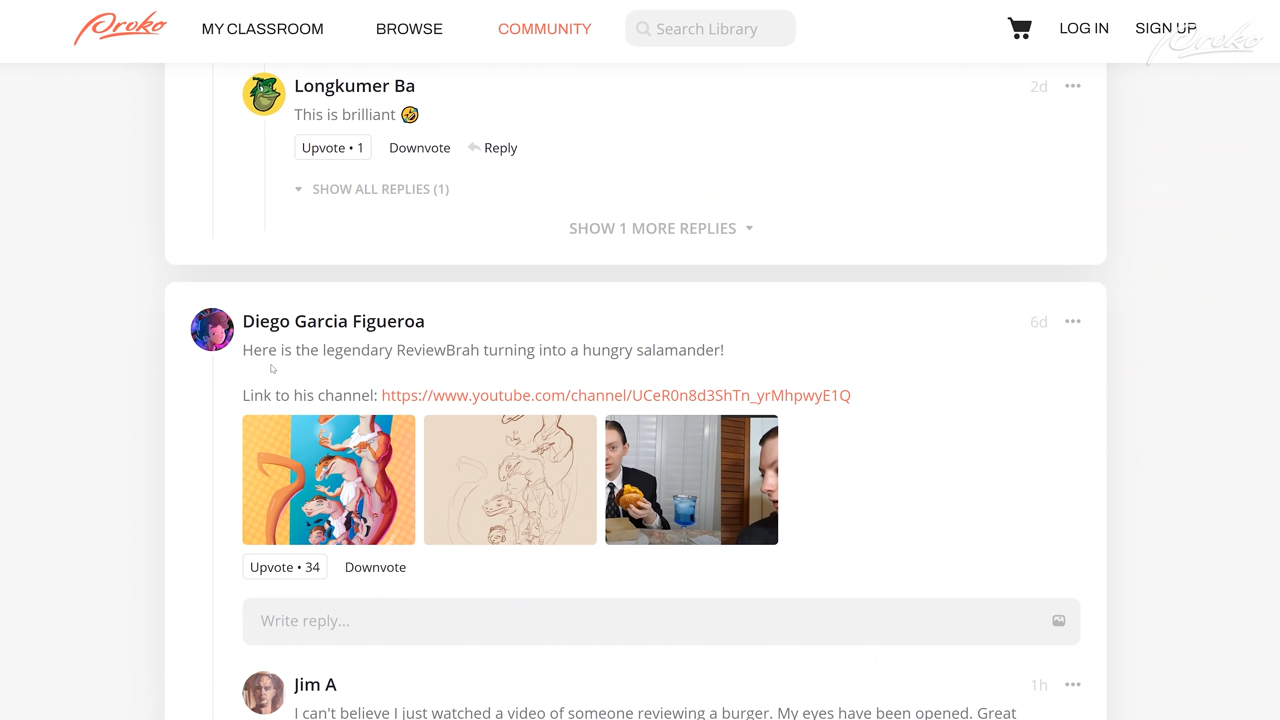 Proko
MY CLASSROOM
BROWSE
COMMUNITY
Search Library
LOG IN
SIGN UP
Proko
Longkumer Ba
2d
This is brilliant 🤣
Upvote • 1
Downvote
Reply
SHOW ALL REPLIES (1)
SHOW 1 MORE REPLIES
Diego Garcia Figueroa
6d
Here is the legendary ReviewBrah turning into a hungry salamander!
Link to his channel: https://www.youtube.com/channel/UCeR0n8d3ShTn_yrMhpwyE1Q
Upvote • 34
Downvote
Write reply...
Jim A
1h
I can't believe I just watched a video of someone reviewing a burger. My eyes have been opened. Great